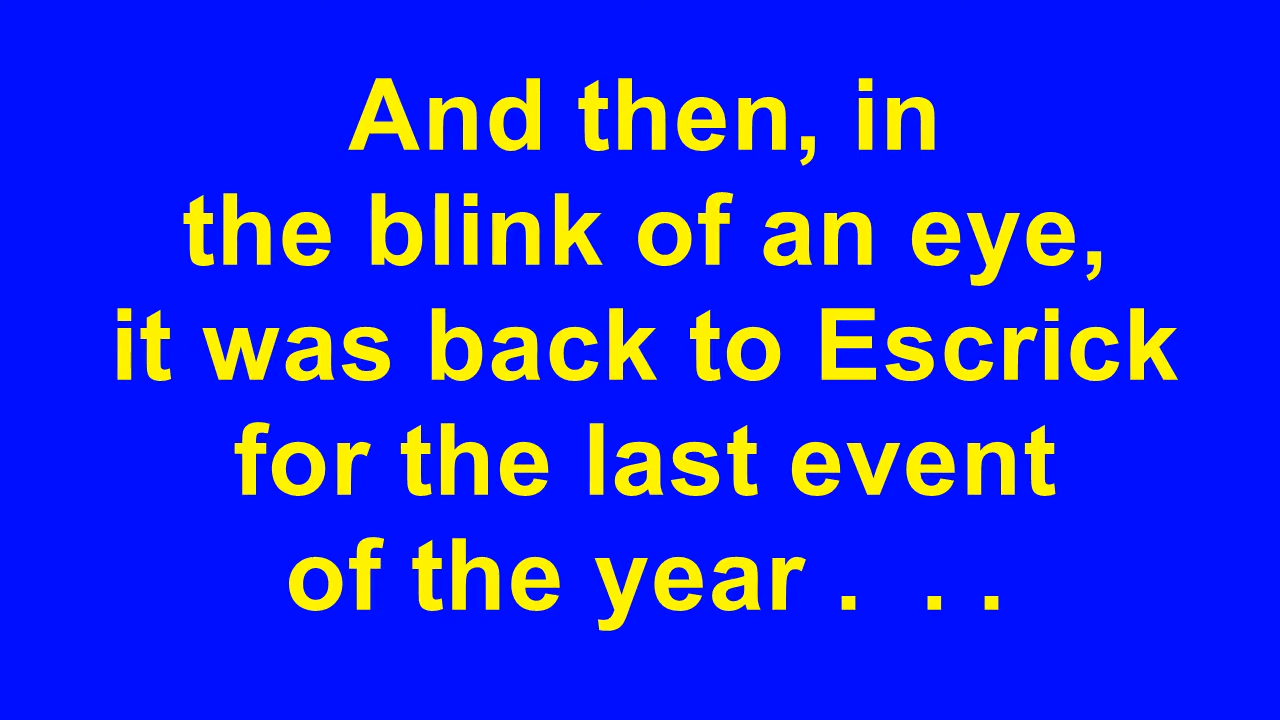 And then, in
the blink of an eye,
it was back to Escrick
for the last event
of the year .  . .